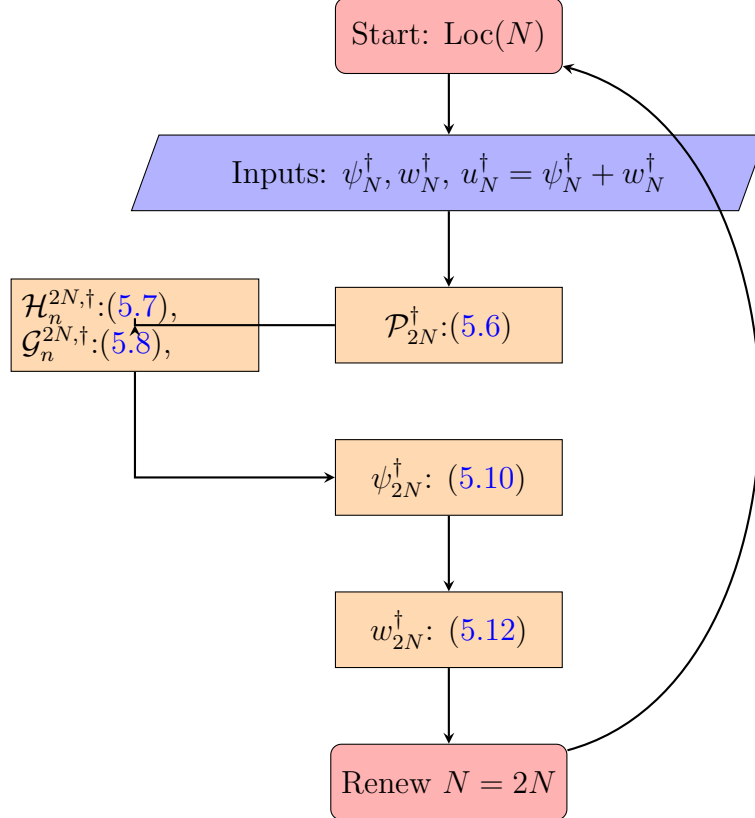 Start: Loc(N)
Inputs: ψ_N^†, w_N^†, u_N^† = ψ_N^† + w_N^†
ℋ_n^{2N,†}:(5.7),
𝒢_n^{2N,†}:(5.8),
𝒫_{2N}^†:(5.6)
ψ_{2N}^†: (5.10)
w_{2N}^†: (5.12)
Renew N = 2N